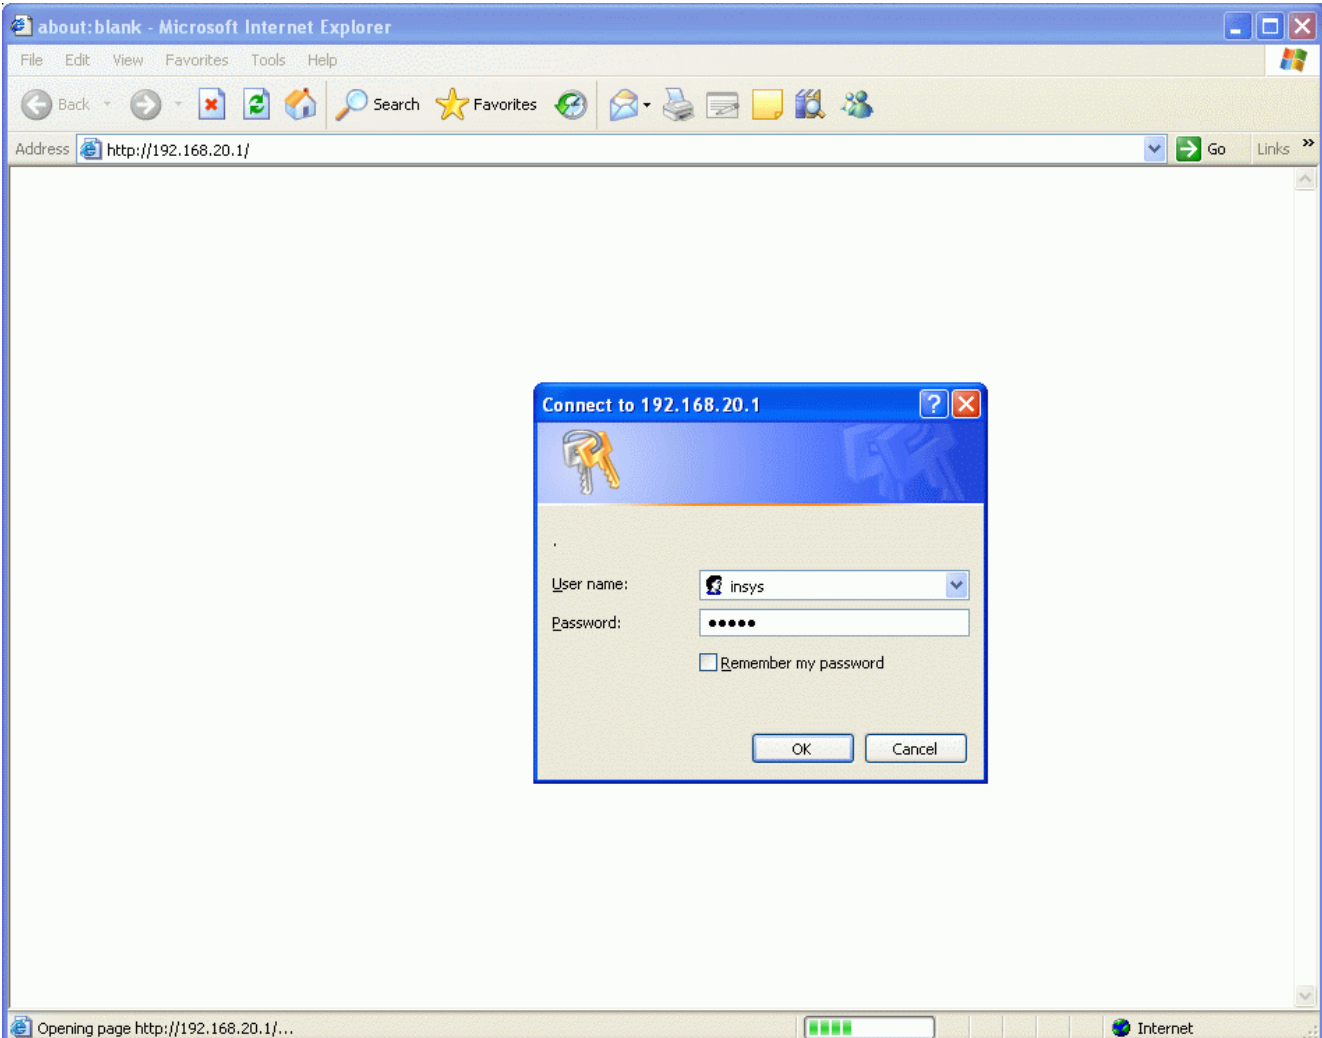 about:blank - Microsoft Internet Explorer
File Edit View Favorites Tools Help
Back Search Favorites
Address http://192.168.20.1/ Go Links »
Connect to 192.168.20.1
.
User name: insys
Password: •••••
Remember my password
OK Cancel
Opening page http://192.168.20.1/... Internet